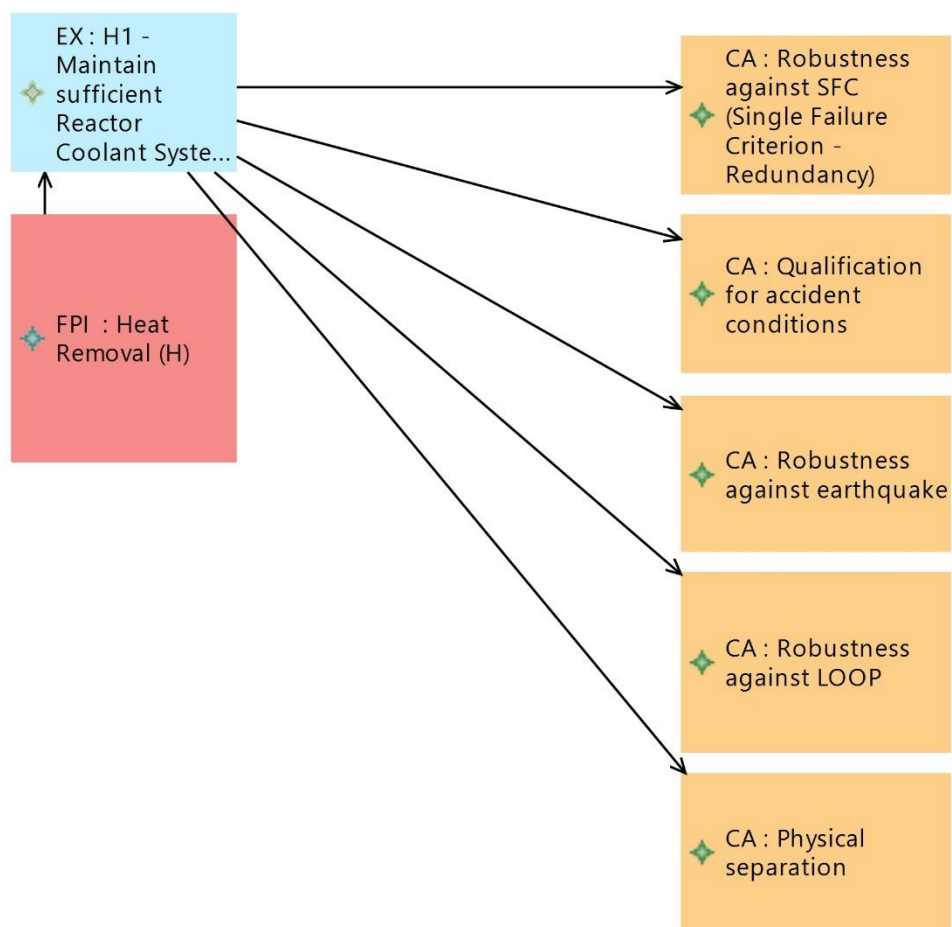 EX : H1 -
Maintain
sufficient
Reactor
Coolant Syste...
FPI  : Heat
Removal (H)
CA : Robustness
against SFC
(Single Failure
Criterion -
Redundancy)
CA : Qualification
for accident
conditions
CA : Robustness
against earthquake
CA : Robustness
against LOOP
CA : Physical
separation